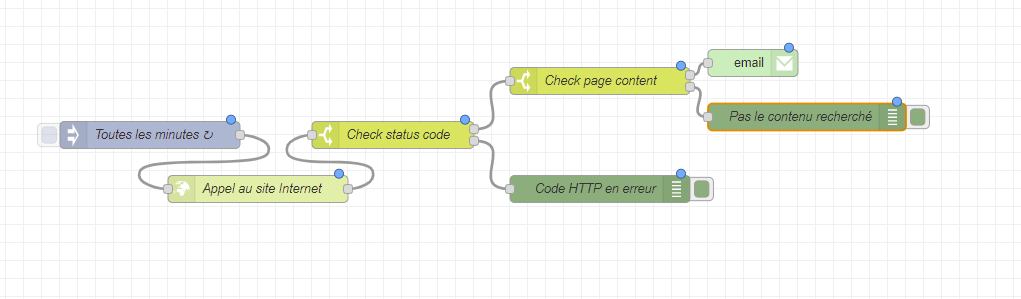 Toutes les minutes ↻
Appel au site Internet
Check status code
Check page content
email
Pas le contenu recherché
Code HTTP en erreur